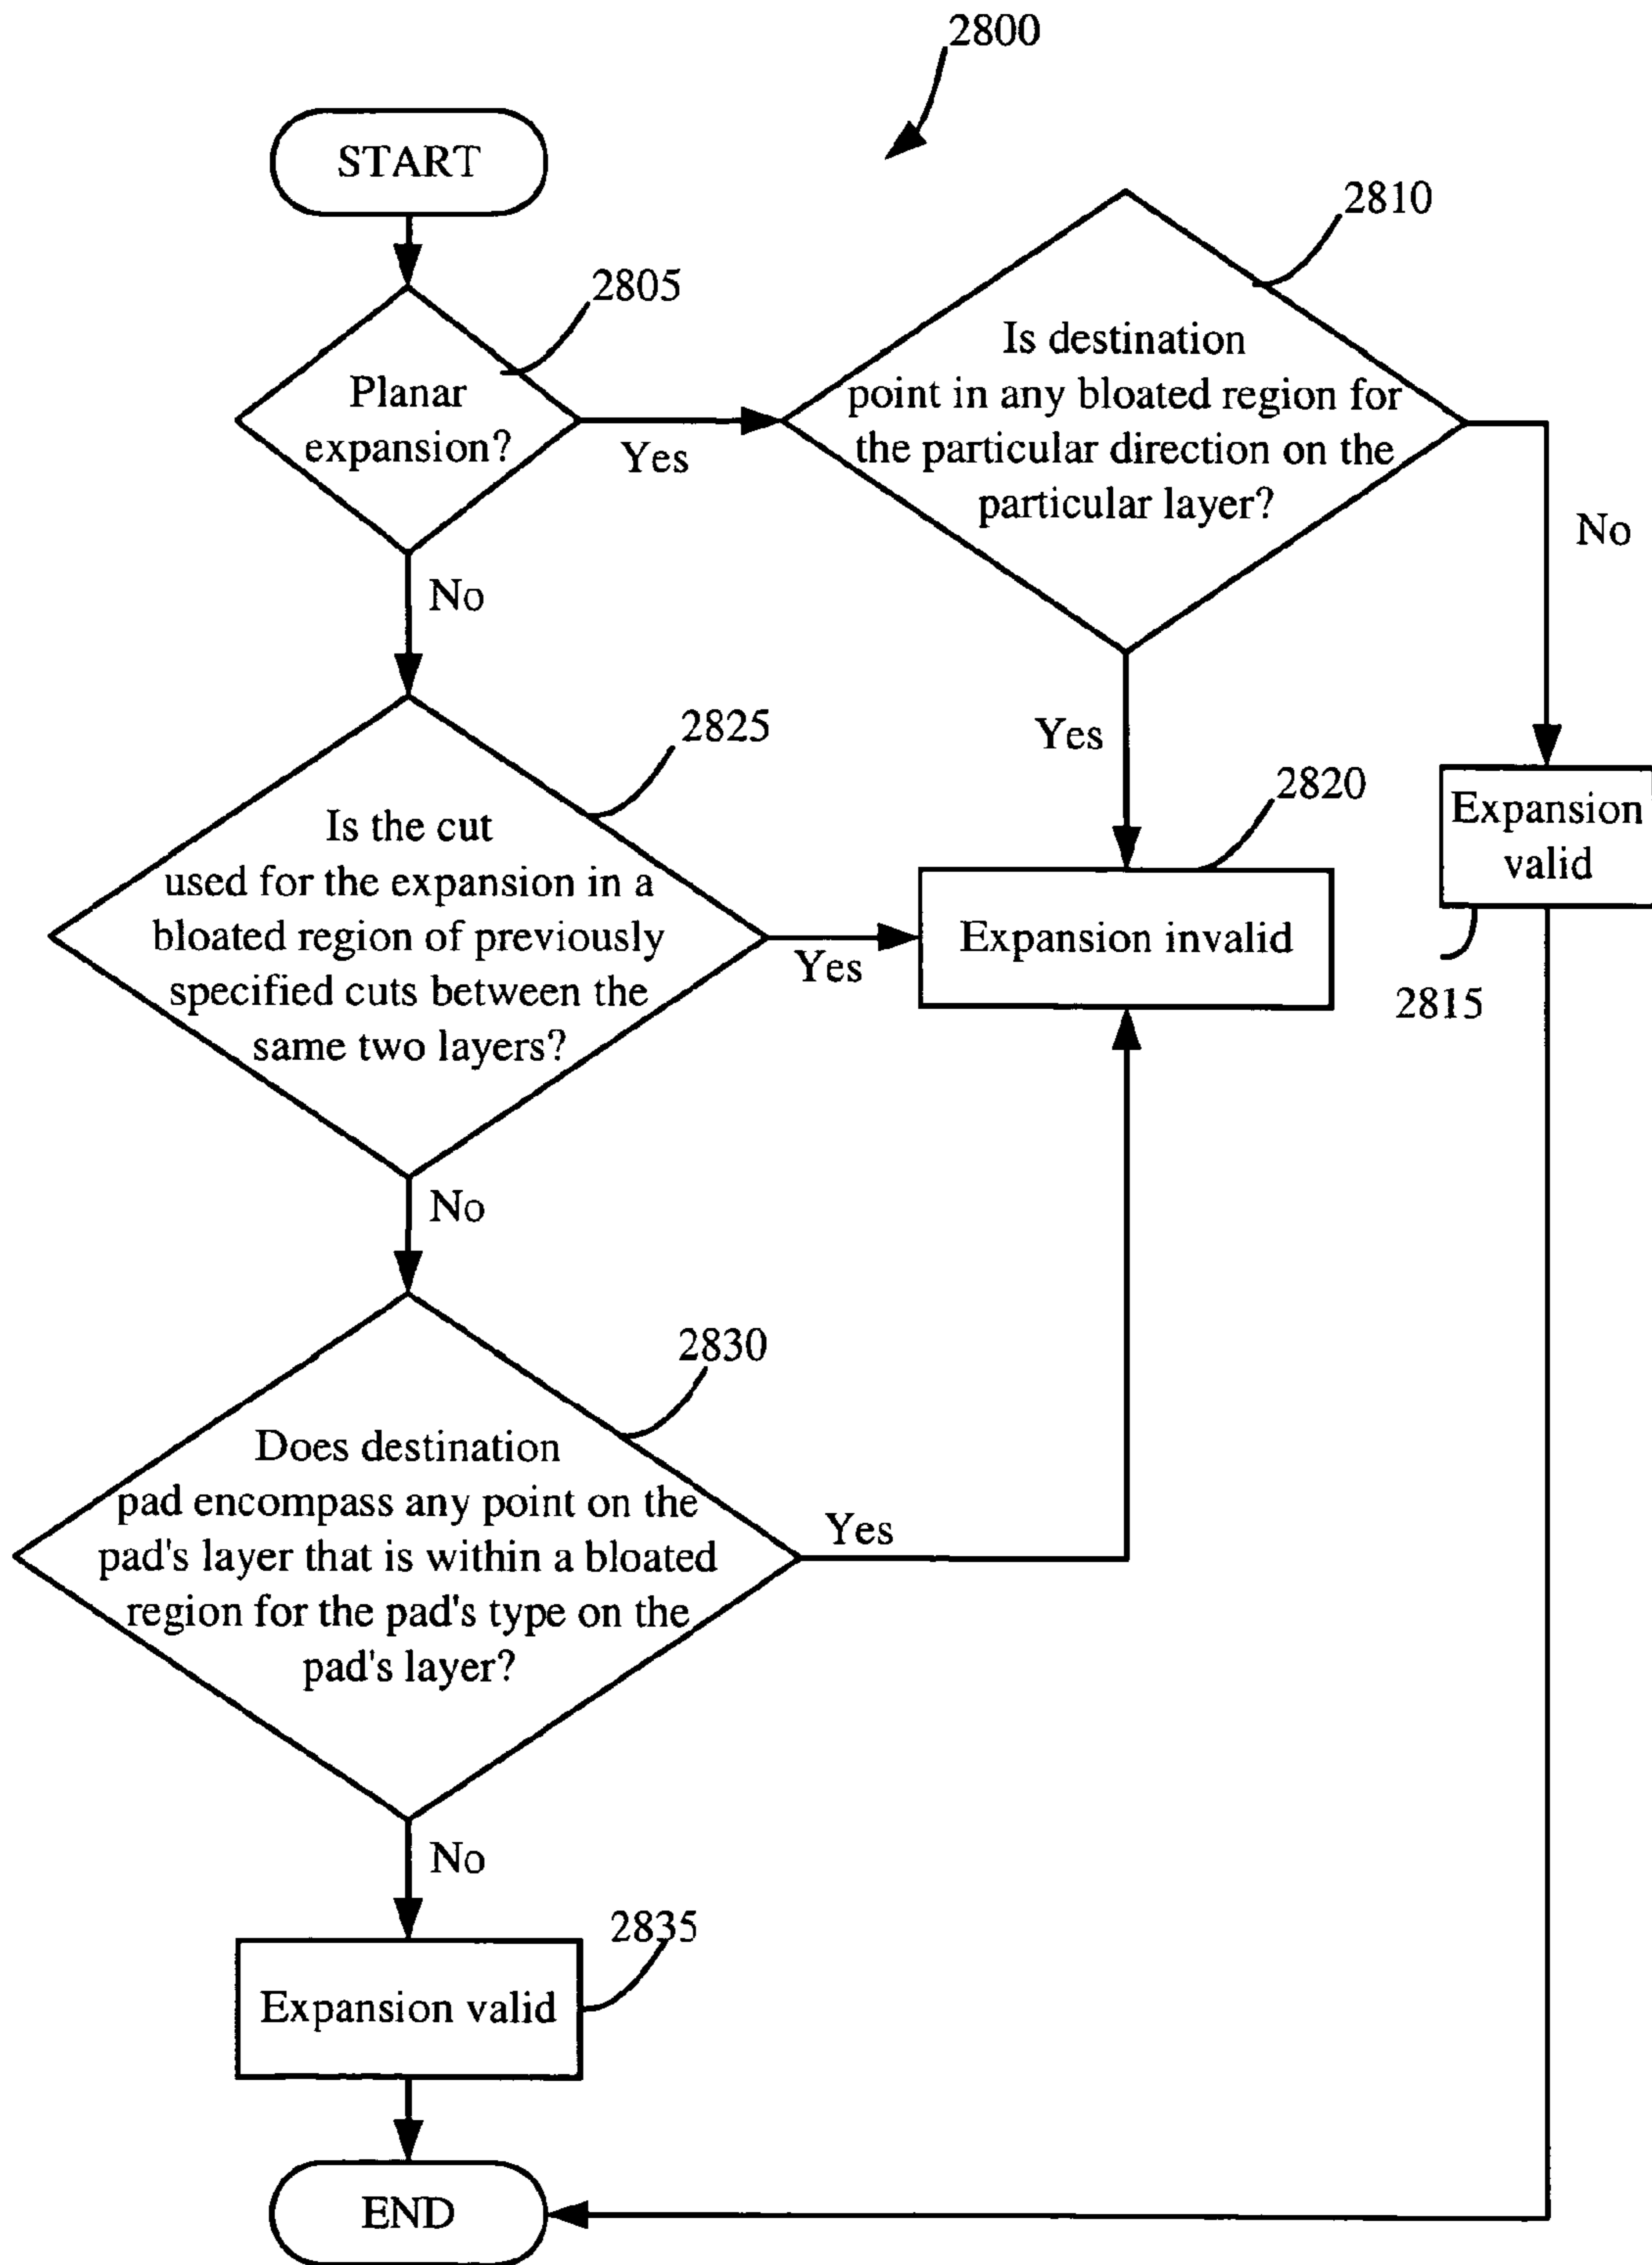 2800
START
2810
2805
Is destination
point in any bloated region for
the particular direction on the
particular layer?
Planar
expansion?
Yes
No
No
2825
Yes
2820
Expansion
valid
Is the cut
used for the expansion in a
bloated region of previously
specified cuts between the
same two layers?
Yes
Expansion invalid
2815
No
2830
Does destination
pad encompass any point on the
pad's layer that is within a bloated
region for the pad's type on the
pad's layer?
Yes
No
2835
Expansion valid
END